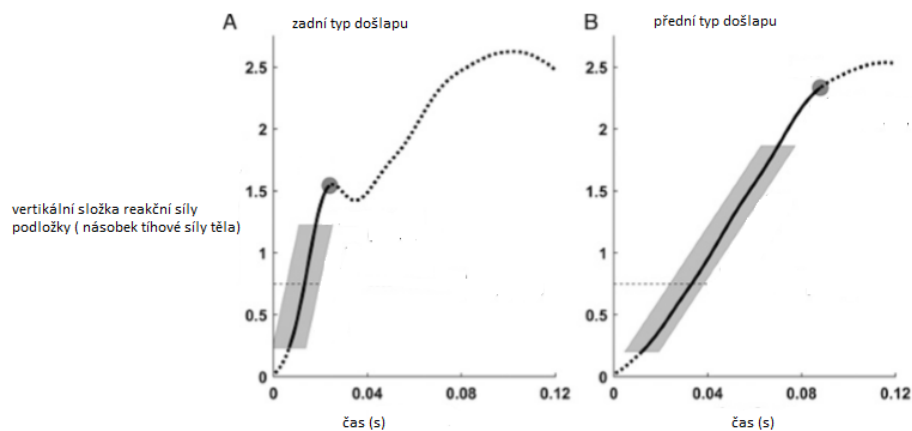 A zadní typ došlapu
B přední typ došlapu
2.5
2
1.5
1
0.5
0
2.5
2
1.5
1
0.5
0
vertikální složka reakční síly
podložky ( násobek tíhové síly těla)
0 0.04 0.08 0.12
0 0.04 0.08 0.12
čas (s)
čas (s)